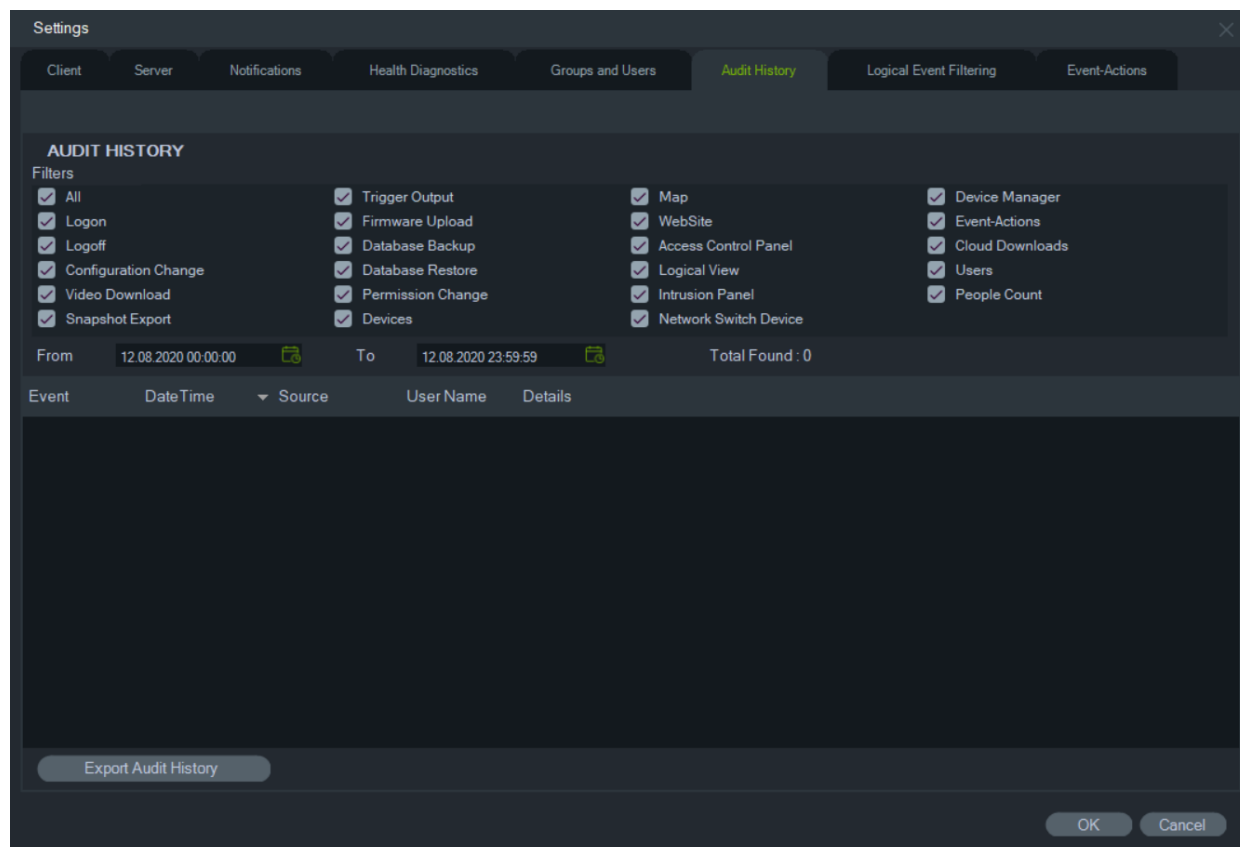 Settings
Client Server Notifications Health Diagnostics Groups and Users Audit History Logical Event Filtering Event-Actions
AUDIT HISTORY
Filters
All Trigger Output Map Device Manager
Logon Firmware Upload WebSite Event-Actions
Logoff Database Backup Access Control Panel Cloud Downloads
Configuration Change Database Restore Logical View Users
Video Download Permission Change Intrusion Panel People Count
Snapshot Export Devices Network Switch Device
From 12.08.2020 00:00:00 To 12.08.2020 23:59:59 Total Found : 0
Event DateTime Source User Name Details
Export Audit History
OK Cancel